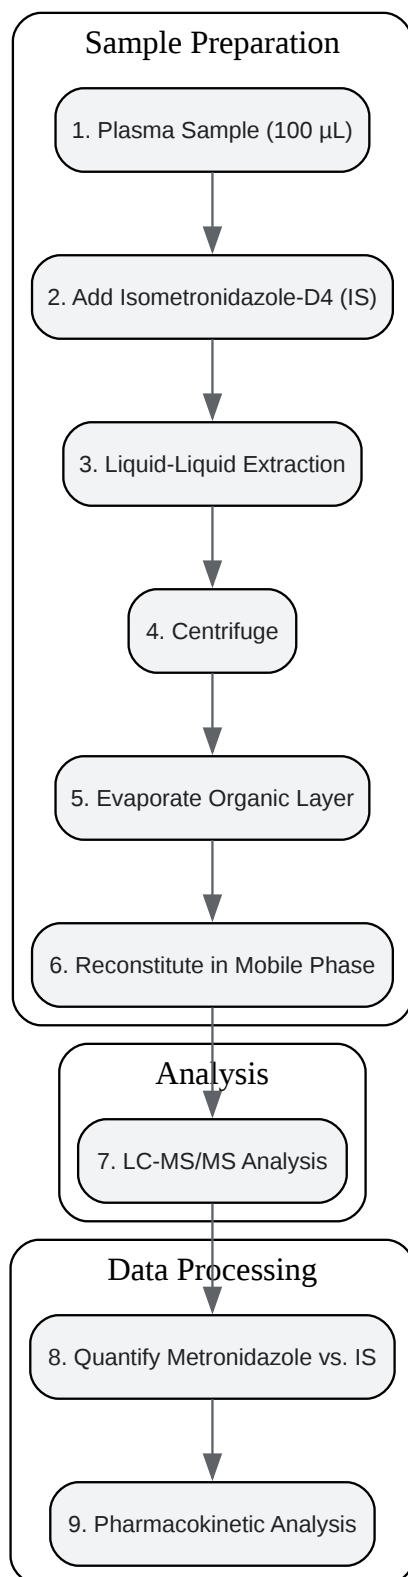 Sample Preparation
1. Plasma Sample (100 µL)
2. Add Isometronidazole-D4 (IS)
3. Liquid-Liquid Extraction
4. Centrifuge
5. Evaporate Organic Layer
6. Reconstitute in Mobile Phase
Analysis
7. LC-MS/MS Analysis
Data Processing
8. Quantify Metronidazole vs. IS
9. Pharmacokinetic Analysis